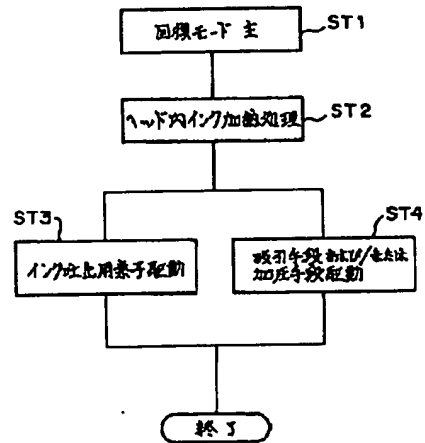 回復モード 主
ST1
ヘッド内インク加熱処理
ST2
ST3
インク吐出用素子駆動
ST4
吸引手段および/または
加圧手段駆動
終了